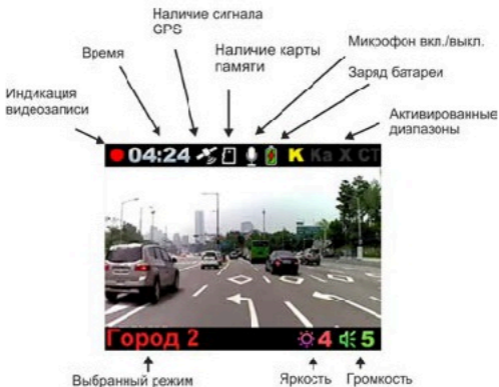 Наличие сигнала
GPS
Время
Наличие карты
памяти
Микрофон вкл./выкл.
Заряд батареи
Индикация
видеозаписи
Активированные
диапазоны
04:24 K Ka X СТ
Город 2 4 5
Выбранный режим Яркость Громкость